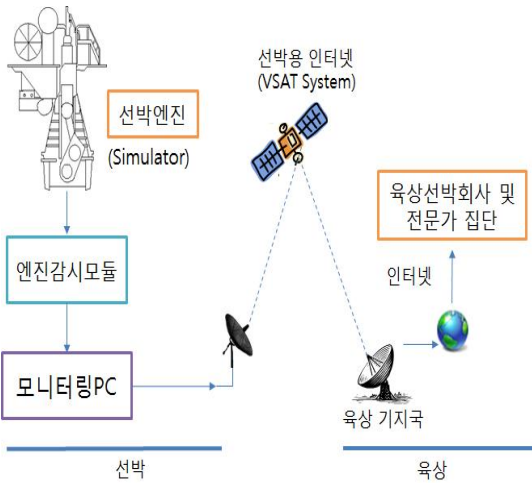 선박용 인터넷
(VSAT System)
선박엔진
(Simulator)
육상선박회사 및
전문가 집단
엔진감시모듈
인터넷
모니터링PC
육상 기지국
선박
육상